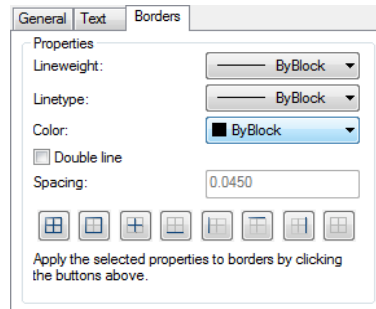 General Text Borders
Properties
Lineweight: ByBlock
Linetype: ByBlock
Color: ByBlock
Double line
Spacing: 0.0450
Apply the selected properties to borders by clicking
the buttons above.